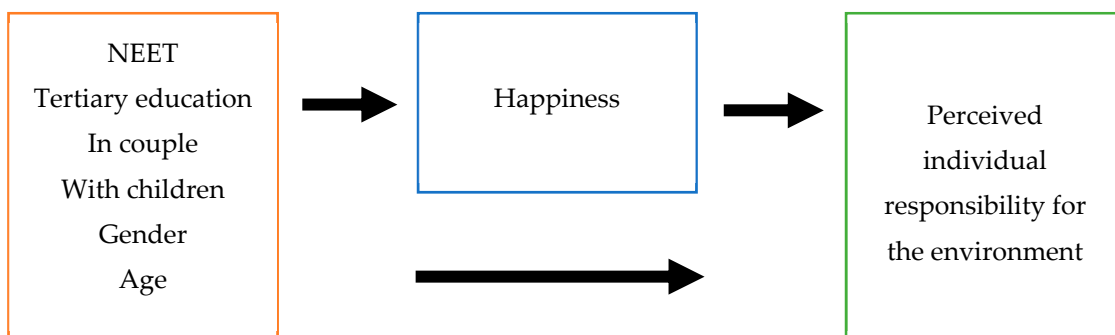 NEET
Tertiary education
In couple
With children
Gender
Age
Happiness
Perceived
individual
responsibility for
the environment